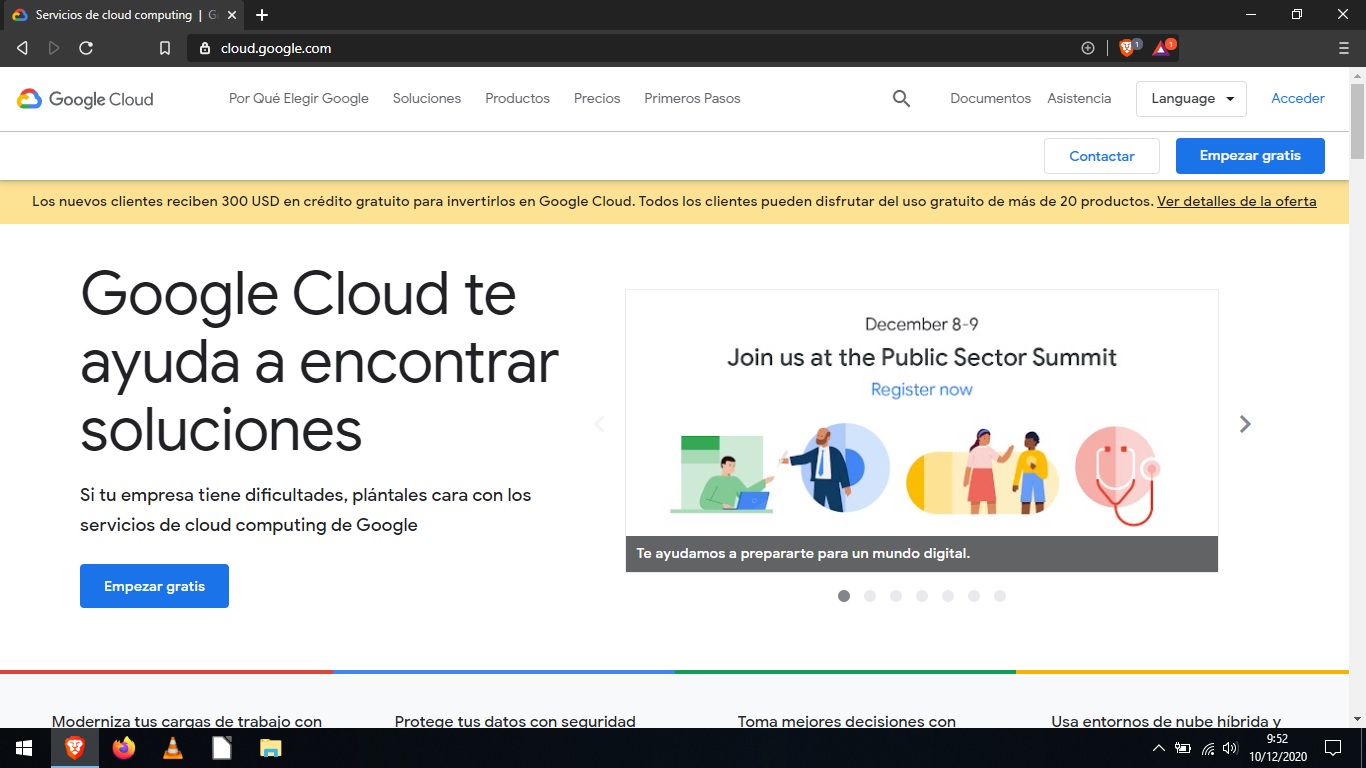 Servicios de cloud computing | G
cloud.google.com
1
1
Google Cloud
Por Qué Elegir Google
Soluciones
Productos
Precios
Primeros Pasos
Documentos
Asistencia
Language
Acceder
Contactar
Empezar gratis
Los nuevos clientes reciben 300 USD en crédito gratuito para invertirlos en Google Cloud. Todos los clientes pueden disfrutar del uso gratuito de más de 20 productos. Ver detalles de la oferta
Google Cloud te
ayuda a encontrar
soluciones
Si tu empresa tiene dificultades, plántales cara con los
servicios de cloud computing de Google
Empezar gratis
December 8-9
Join us at the Public Sector Summit
Register now
Te ayudamos a prepararte para un mundo digital.
Moderniza tus cargas de trabajo con
Protege tus datos con seguridad
Toma mejores decisiones con
Usa entornos de nube híbrida y
9:52
10/12/2020